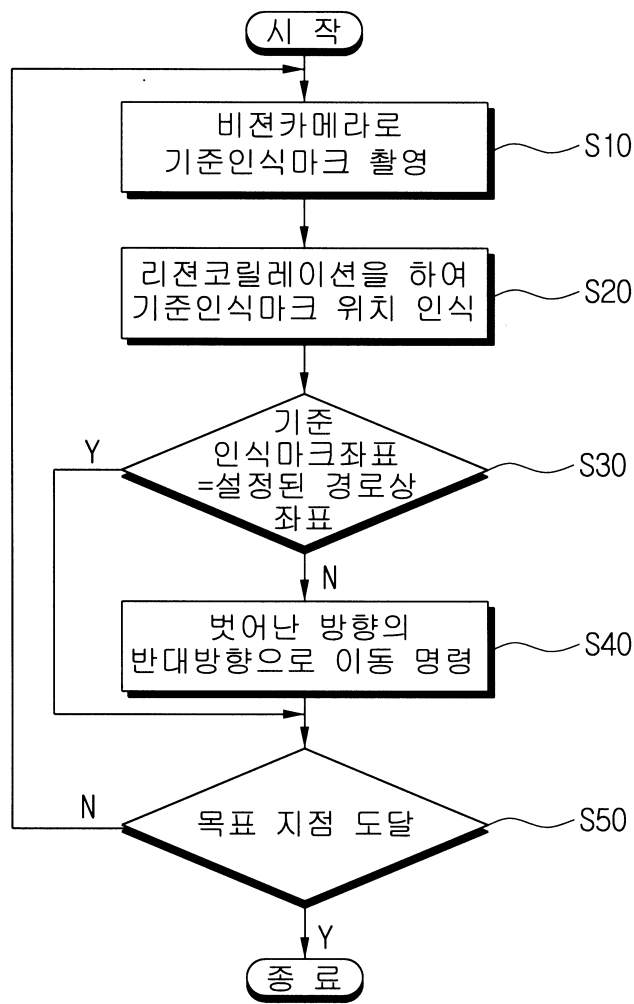 시 작
비젼카메라로
기준인식마크 촬영
S10
리젼코릴레이션을 하여
기준인식마크 위치 인식
S20
기준
인식마크좌표
=설정된 경로상
좌표
S30
Y
N
벗어난 방향의
반대방향으로 이동 명령
S40
목표 지점 도달
S50
N
Y
종 료